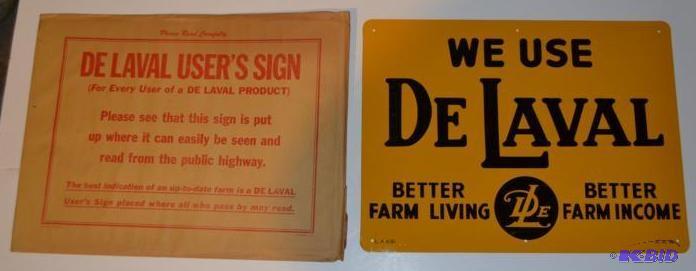 Please Read Carefully
DE LAVAL USER'S SIGN
(For Every User of a DE LAVAL PRODUCT)
Please see that this sign is put
up where it can easily be seen and
read from the public highway.
The best indication of an up-to-date farm is a DE LAVAL
User's Sign placed where all who pass by may read.
WE USE
DE LAVAL
BETTER
FARM LIVING
DL
BETTER
FARM INCOME
© K-BID